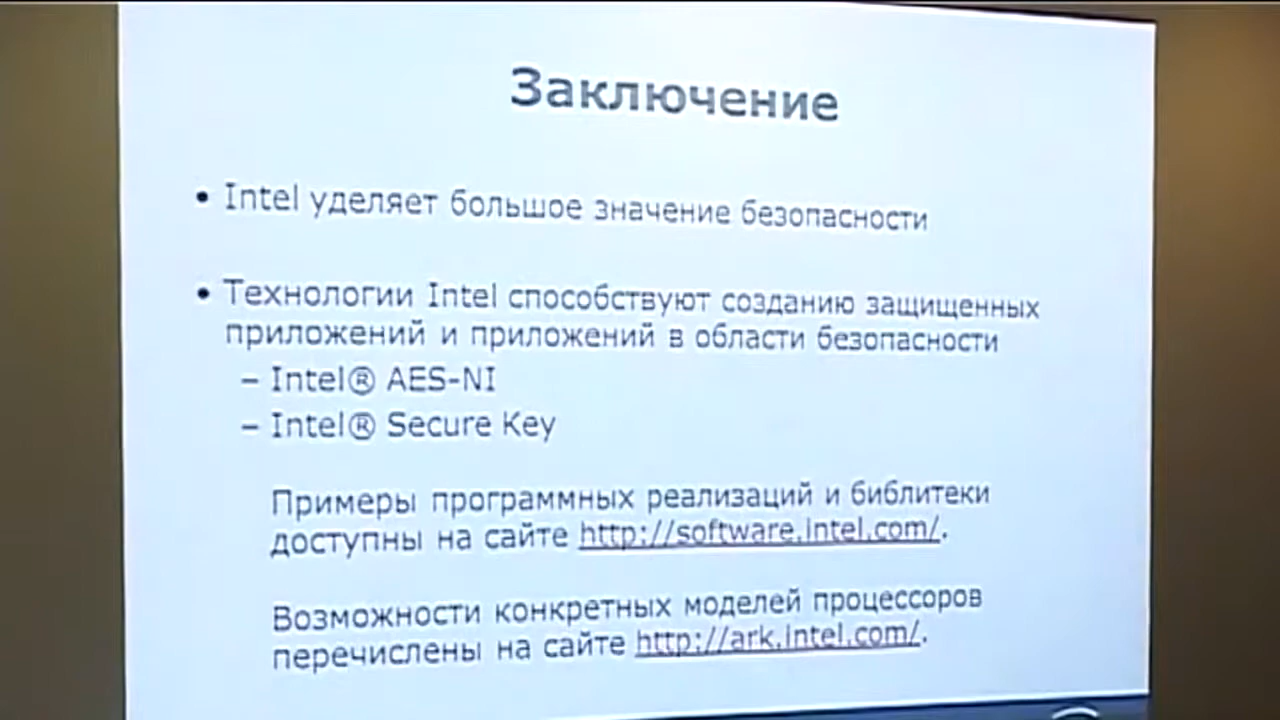 Заключение
• Intel уделяет большое значение безопасности
• Технологии Intel способствуют созданию защищенных
приложений и приложений в области безопасности
– Intel® AES-NI
– Intel® Secure Key
Примеры программных реализаций и библитеки
доступны на сайте http://software.intel.com/.
Возможности конкретных моделей процессоров
перечислены на сайте http://ark.intel.com/.